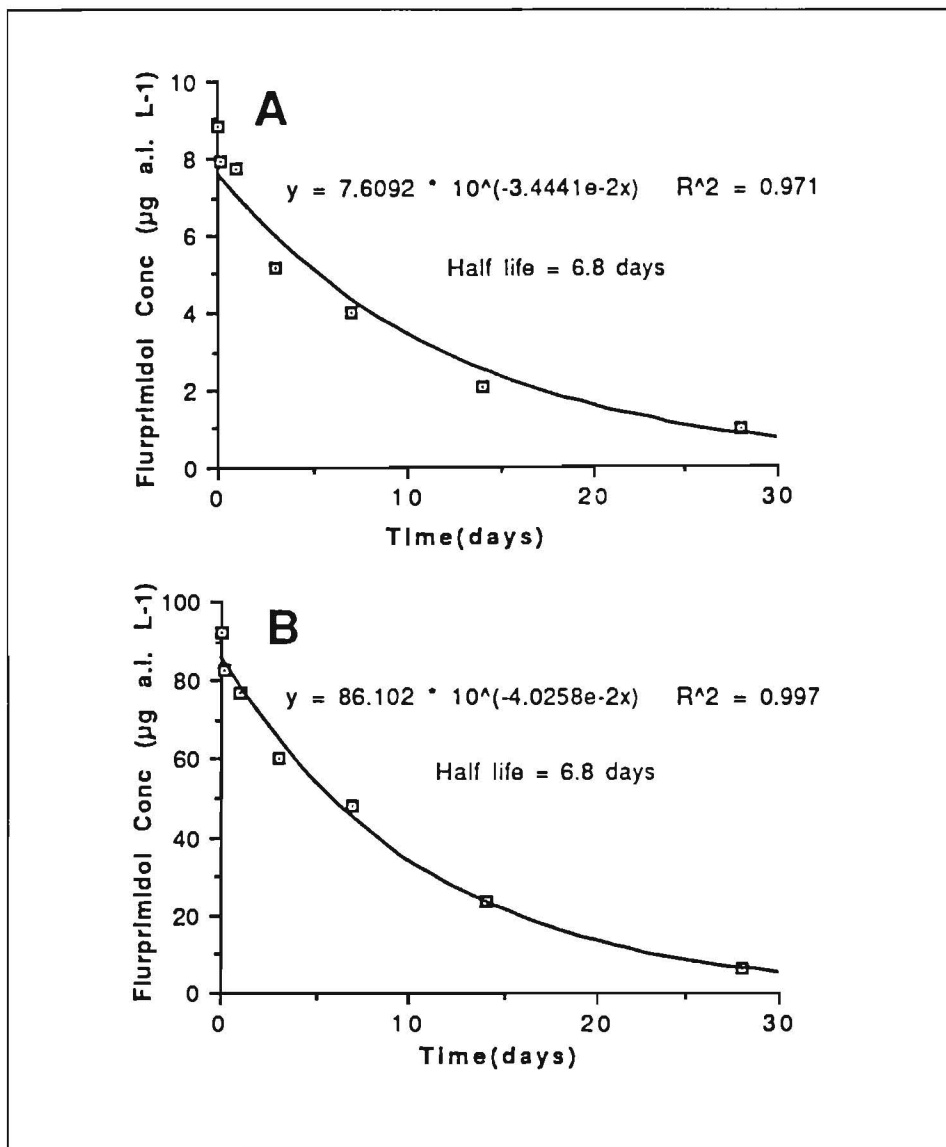 A
10
8
6
4
2
0
Flurprimidol Conc (µg a.i. L-1)
y = 7.6092 * 10^(-3.4441e-2x) R^2 = 0.971
Half life = 6.8 days
0 10 20 30
Time(days)
B
100
80
60
40
20
0
Flurprimidol Conc (µg a.i. L-1)
y = 86.102 * 10^(-4.0258e-2x) R^2 = 0.997
Half life = 6.8 days
0 10 20 30
Time(days)